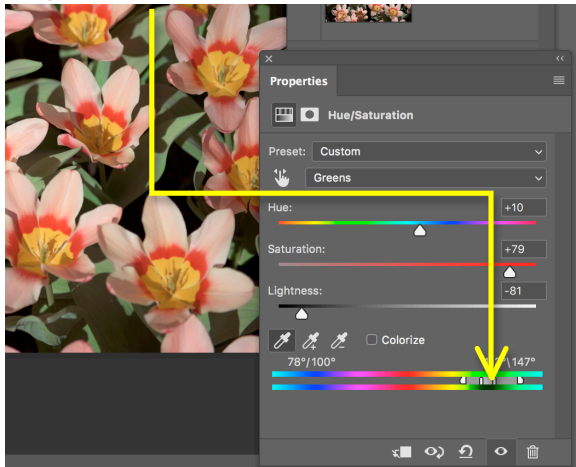 Properties
Hue/Saturation
Preset: Custom
Greens
Hue: +10
Saturation: +79
Lightness: -81
Colorize
78°/100° \147°